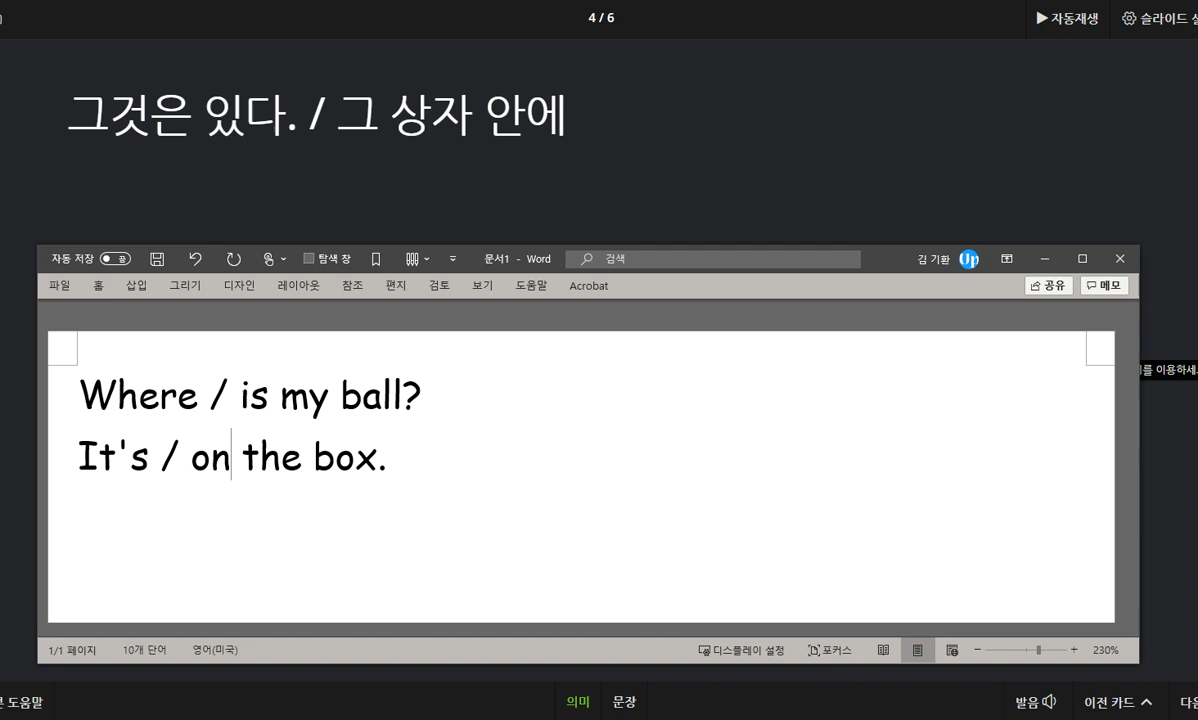 4 / 6
▶ 자동재생
슬라이드
그것은 있다. / 그 상자 안에
자동 저장 끔
탐색 창
문서1 - Word
검색
김 기환
Up
파일 홈 삽입 그리기 디자인 레이아웃 참조 편지 검토 보기 도움말 Acrobat
공유 메모
를 이용하세
Where / is my ball?
It's / on the box.
1/1 페이지 10개 단어 영어(미국)
디스플레이 설정 포커스
- + 230%
도움말
의미 문장
발음 이전 카드